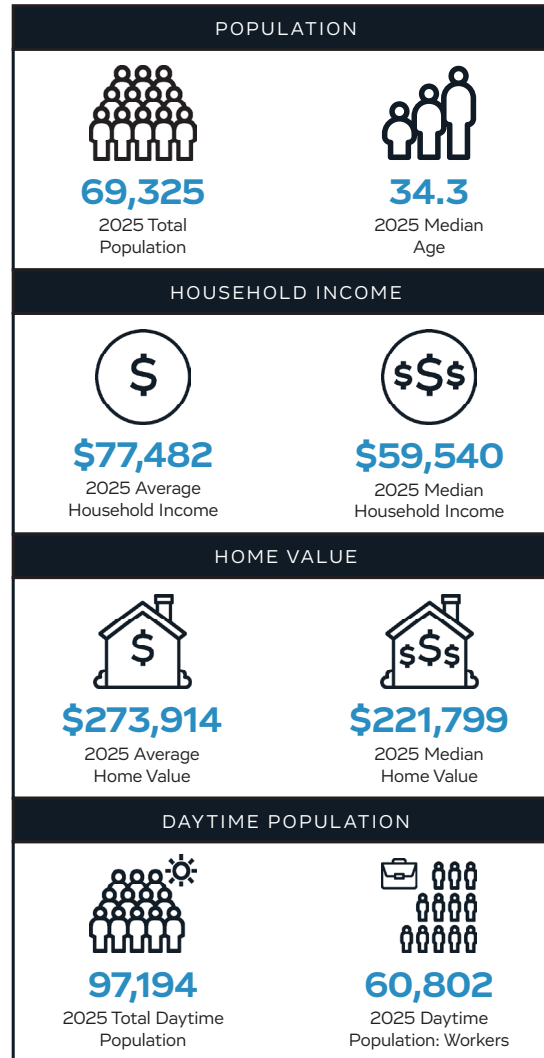 POPULATION
69,325
2025 Total
Population
34.3
2025 Median
Age
HOUSEHOLD INCOME
$
$77,482
2025 Average
Household Income
$$$
$59,540
2025 Median
Household Income
HOME VALUE
$
$273,914
2025 Average
Home Value
$$$
$221,799
2025 Median
Home Value
DAYTIME POPULATION
97,194
2025 Total Daytime
Population
60,802
2025 Daytime
Population: Workers